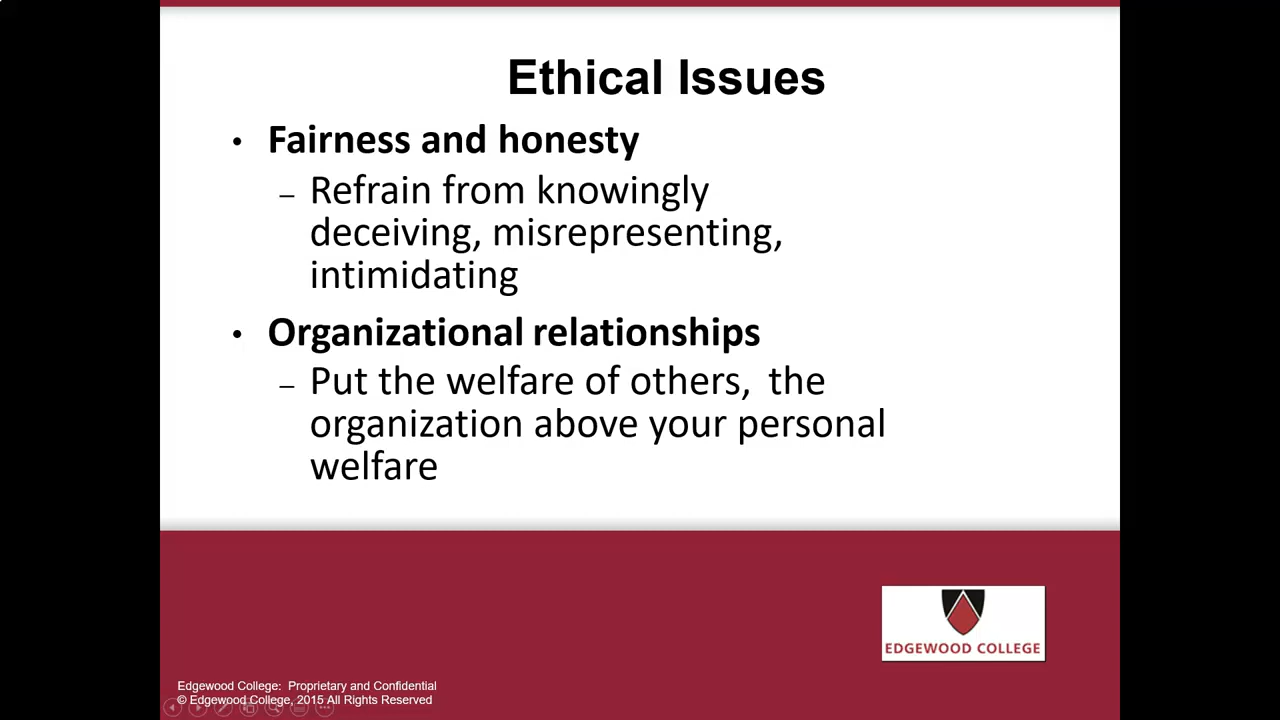 Ethical Issues
• Fairness and honesty
– Refrain from knowingly
deceiving, misrepresenting,
intimidating
• Organizational relationships
– Put the welfare of others,  the
organization above your personal
welfare
EDGEWOOD COLLEGE
Edgewood College:  Proprietary and Confidential
© Edgewood College, 2015 All Rights Reserved